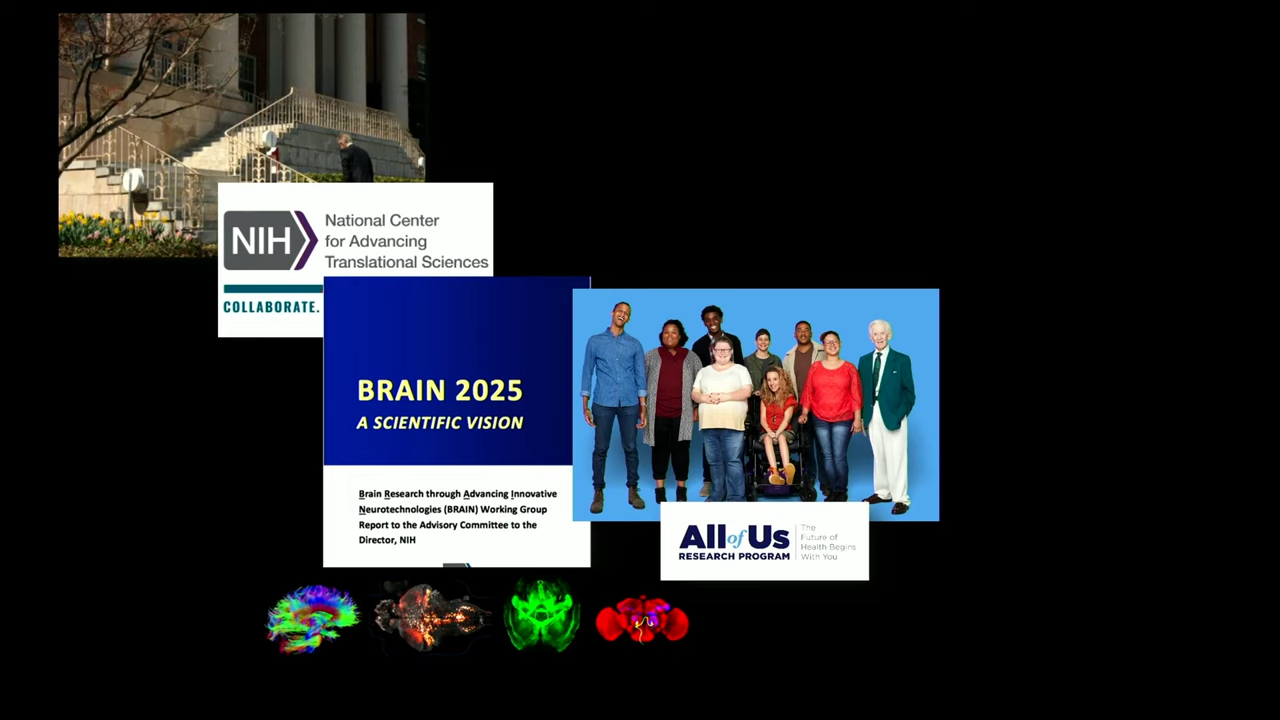 NIH
National Center
for Advancing
Translational Sciences
COLLABORATE.
BRAIN 2025
A SCIENTIFIC VISION
Brain Research through Advancing Innovative
Neurotechnologies (BRAIN) Working Group
Report to the Advisory Committee to the
Director, NIH
All of Us
RESEARCH PROGRAM
The
Future of
Health Begins
With You